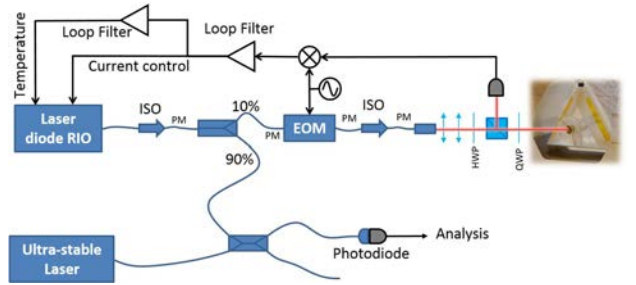 Temperature
Loop Filter
Loop Filter
Current control
Laser
diode RIO
ISO
PM
10%
PM
EOM
PM
ISO
PM
HWP
QWP
90%
Ultra-stable
Laser
Photodiode
Analysis